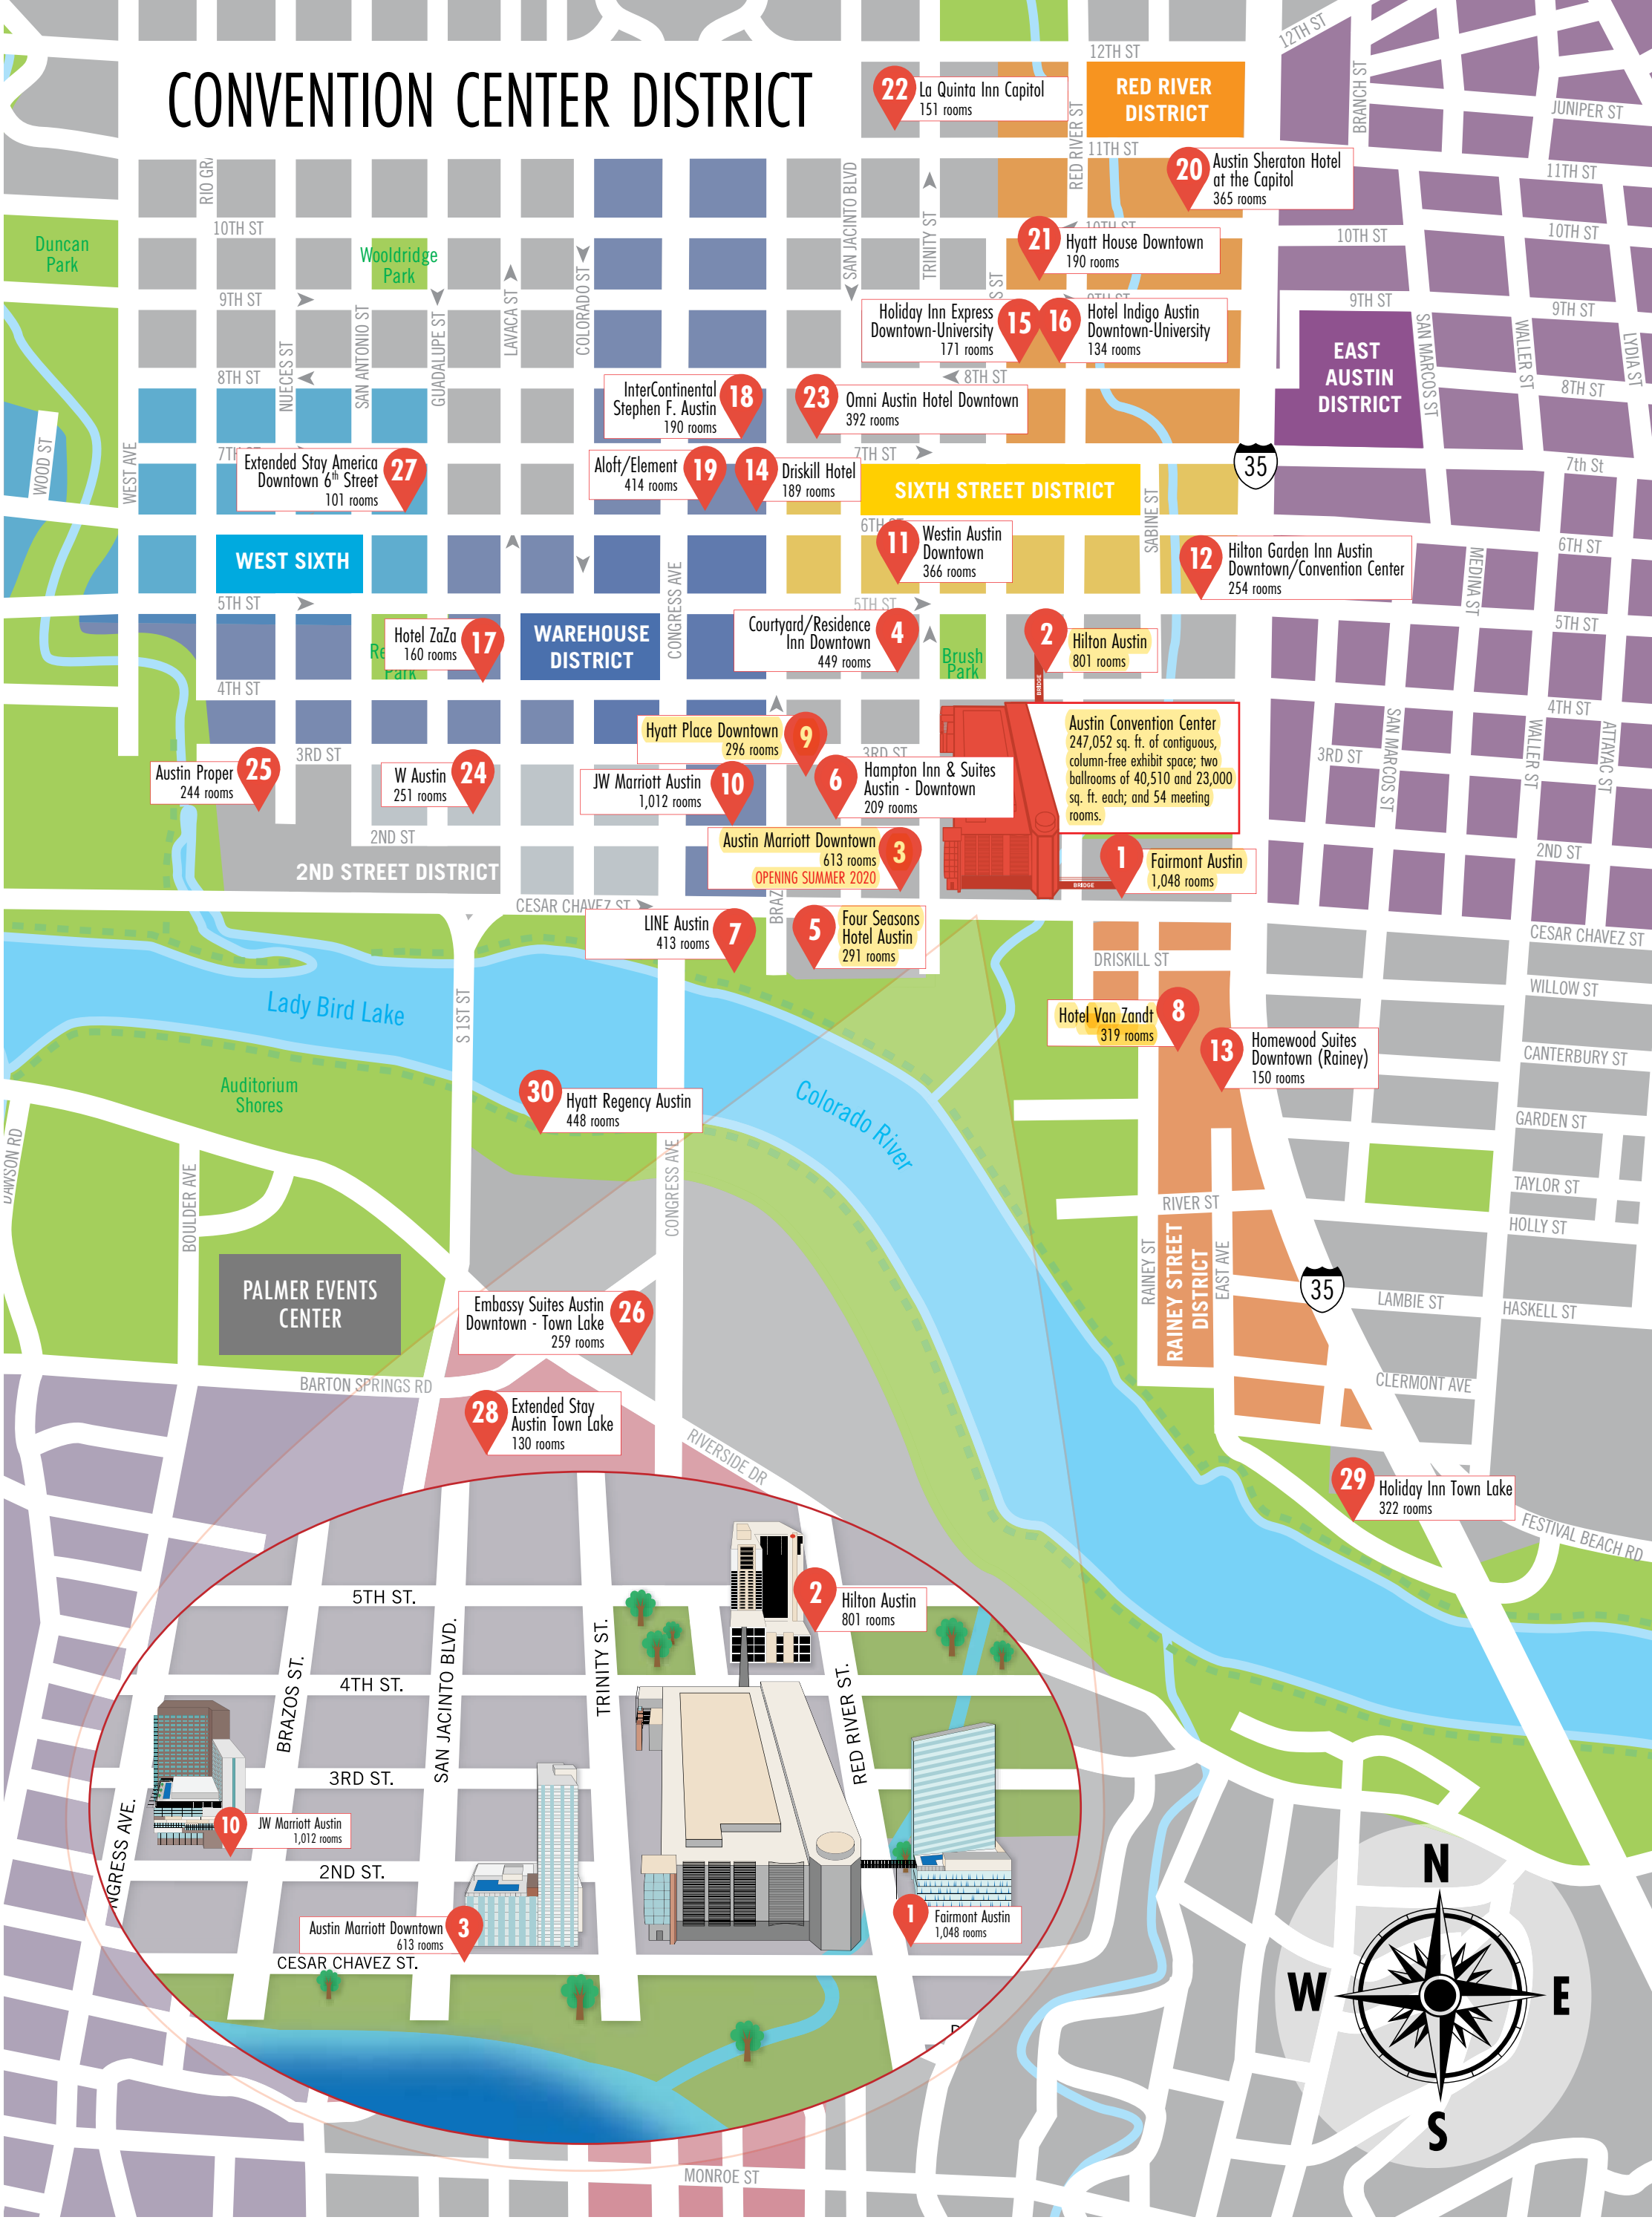 CONVENTION CENTER DISTRICT
12TH ST
12TH ST
22
La Quinta Inn Capitol
151 rooms
RED RIVER
DISTRICT
RED RIVER ST
BRANCH ST
JUNIPER ST
11TH ST
11TH ST
20
Austin Sheraton Hotel
at the Capitol
365 rooms
RIO GR
SAN JACINTO BLVD
TRINITY ST
10TH ST
10TH ST
10TH ST
10TH ST
Duncan
Park
Wooldridge
Park
21
Hyatt House Downtown
190 rooms
9TH ST
9TH ST
9TH ST
9TH ST
NUECES ST
SAN ANTONIO ST
GUADALUPE ST
LAVACA ST
COLORADO ST
S ST
Holiday Inn Express
Downtown-University
171 rooms
15
16
Hotel Indigo Austin
Downtown-University
134 rooms
EAST
AUSTIN
DISTRICT
SAN MARCOS ST
WALLER ST
LYDIA ST
8TH ST
8TH ST
8TH ST
InterContinental
Stephen F. Austin
190 rooms
18
23
Omni Austin Hotel Downtown
392 rooms
WOOD ST
WEST AVE
7TH
7TH ST
7th St
Extended Stay America
Downtown 6th Street
101 rooms
27
Aloft/Element
414 rooms
19
14
Driskill Hotel
189 rooms
SIXTH STREET DISTRICT
35
SABINE ST
6TH ST
6TH ST
WEST SIXTH
11
Westin Austin
Downtown
366 rooms
12
Hilton Garden Inn Austin
Downtown/Convention Center
254 rooms
MEDINA ST
CONGRESS AVE
5TH ST
5TH ST
5TH ST
Hotel ZaZa
160 rooms
17
Re
Park
WAREHOUSE
DISTRICT
Courtyard/Residence
Inn Downtown
449 rooms
4
Brush
Park
2
Hilton Austin
801 rooms
BRIDGE
4TH ST
4TH ST
Hyatt Place Downtown
296 rooms
9
Austin Convention Center
247,052 sq. ft. of contiguous,
column-free exhibit space; two
ballrooms of 40,510 and 23,000
sq. ft. each; and 54 meeting
rooms.
SAN MARCOS ST
WALLER ST
ATTAYAC ST
3RD ST
3RD ST
3RD ST
Austin Proper
244 rooms
25
W Austin
251 rooms
24
JW Marriott Austin
1,012 rooms
10
6
Hampton Inn & Suites
Austin - Downtown
209 rooms
2ND ST
2ND ST
2ND STREET DISTRICT
Austin Marriott Downtown
613 rooms
OPENING SUMMER 2020
3
1
Fairmont Austin
1,048 rooms
BRIDGE
CESAR CHAVEZ ST
CESAR CHAVEZ ST
BRAZ
LINE Austin
413 rooms
7
5
Four Seasons
Hotel Austin
291 rooms
DRISKILL ST
WILLOW ST
Lady Bird Lake
S 1ST ST
Hotel Van Zandt
319 rooms
8
13
Homewood Suites
Downtown (Rainey)
150 rooms
CANTERBURY ST
Auditorium
Shores
30
Hyatt Regency Austin
448 rooms
Colorado River
GARDEN ST
DAWSON RD
BOULDER AVE
CONGRESS AVE
TAYLOR ST
RIVER ST
HOLLY ST
RAINEY ST
RAINEY STREET
DISTRICT
EAST AVE
35
PALMER EVENTS
CENTER
Embassy Suites Austin
Downtown - Town Lake
259 rooms
26
LAMBIE ST
HASKELL ST
BARTON SPRINGS RD
CLERMONT AVE
28
Extended Stay
Austin Town Lake
130 rooms
RIVERSIDE DR
29
Holiday Inn Town Lake
322 rooms
FESTIVAL BEACH RD
5TH ST.
2
Hilton Austin
801 rooms
4TH ST.
BRAZOS ST.
SAN JACINTO BLVD.
TRINITY ST.
RED RIVER ST.
3RD ST.
10
JW Marriott Austin
1,012 rooms
NGRESS AVE.
2ND ST.
Austin Marriott Downtown
613 rooms
3
1
Fairmont Austin
1,048 rooms
CESAR CHAVEZ ST.
N
W
E
S
MONROE ST